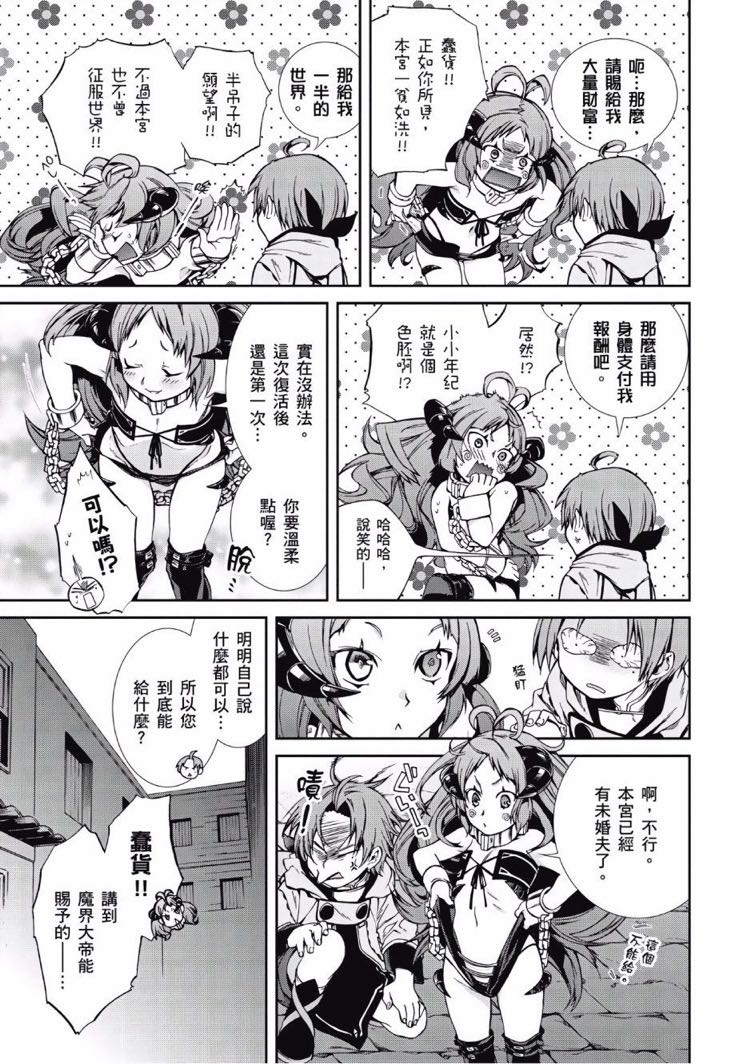 呃…那麼，
請賜給我
大量財富…
蠢貨!!
正如你所見，
本宮一貧如洗!!
那給我
一半的
世界。
半吊子的
願望啊!!
不過本宮
也不曾
征服世界!!
那麼請用
身體支付我
報酬吧。
居然!?
小小年紀
就是個
色胚啊!?
哈哈哈，
說笑的——
實在沒辦法。
這次復活後
還是第一次…
你要溫柔
點喔?
脫
可以嗎!?
猛盯
啊，不行。
本宮已經
有未婚夫了。
這個
不能給。
ぐぃーっ
嘖!
明明自己說
什麼都可以…
所以您
到底能
給什麼?
蠢貨!!
講到
魔界大帝能
賜予的——…